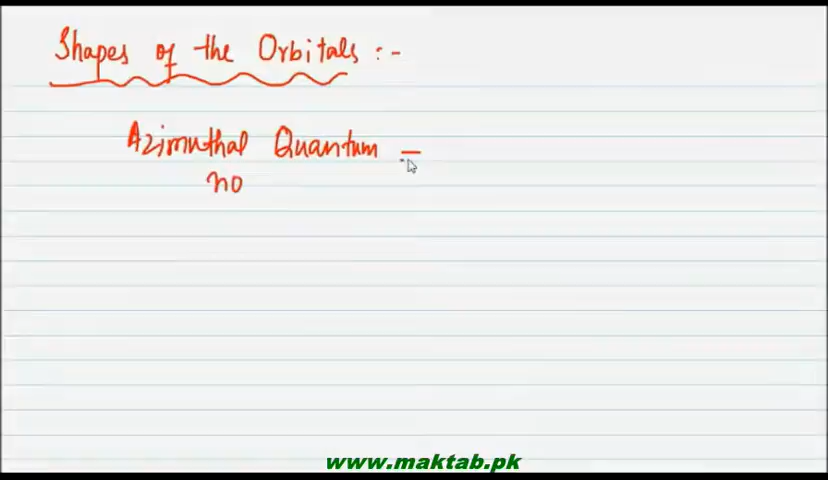 Shapes of the Orbitals :-
Azimuthal Quantum =
no
www.maktab.pk